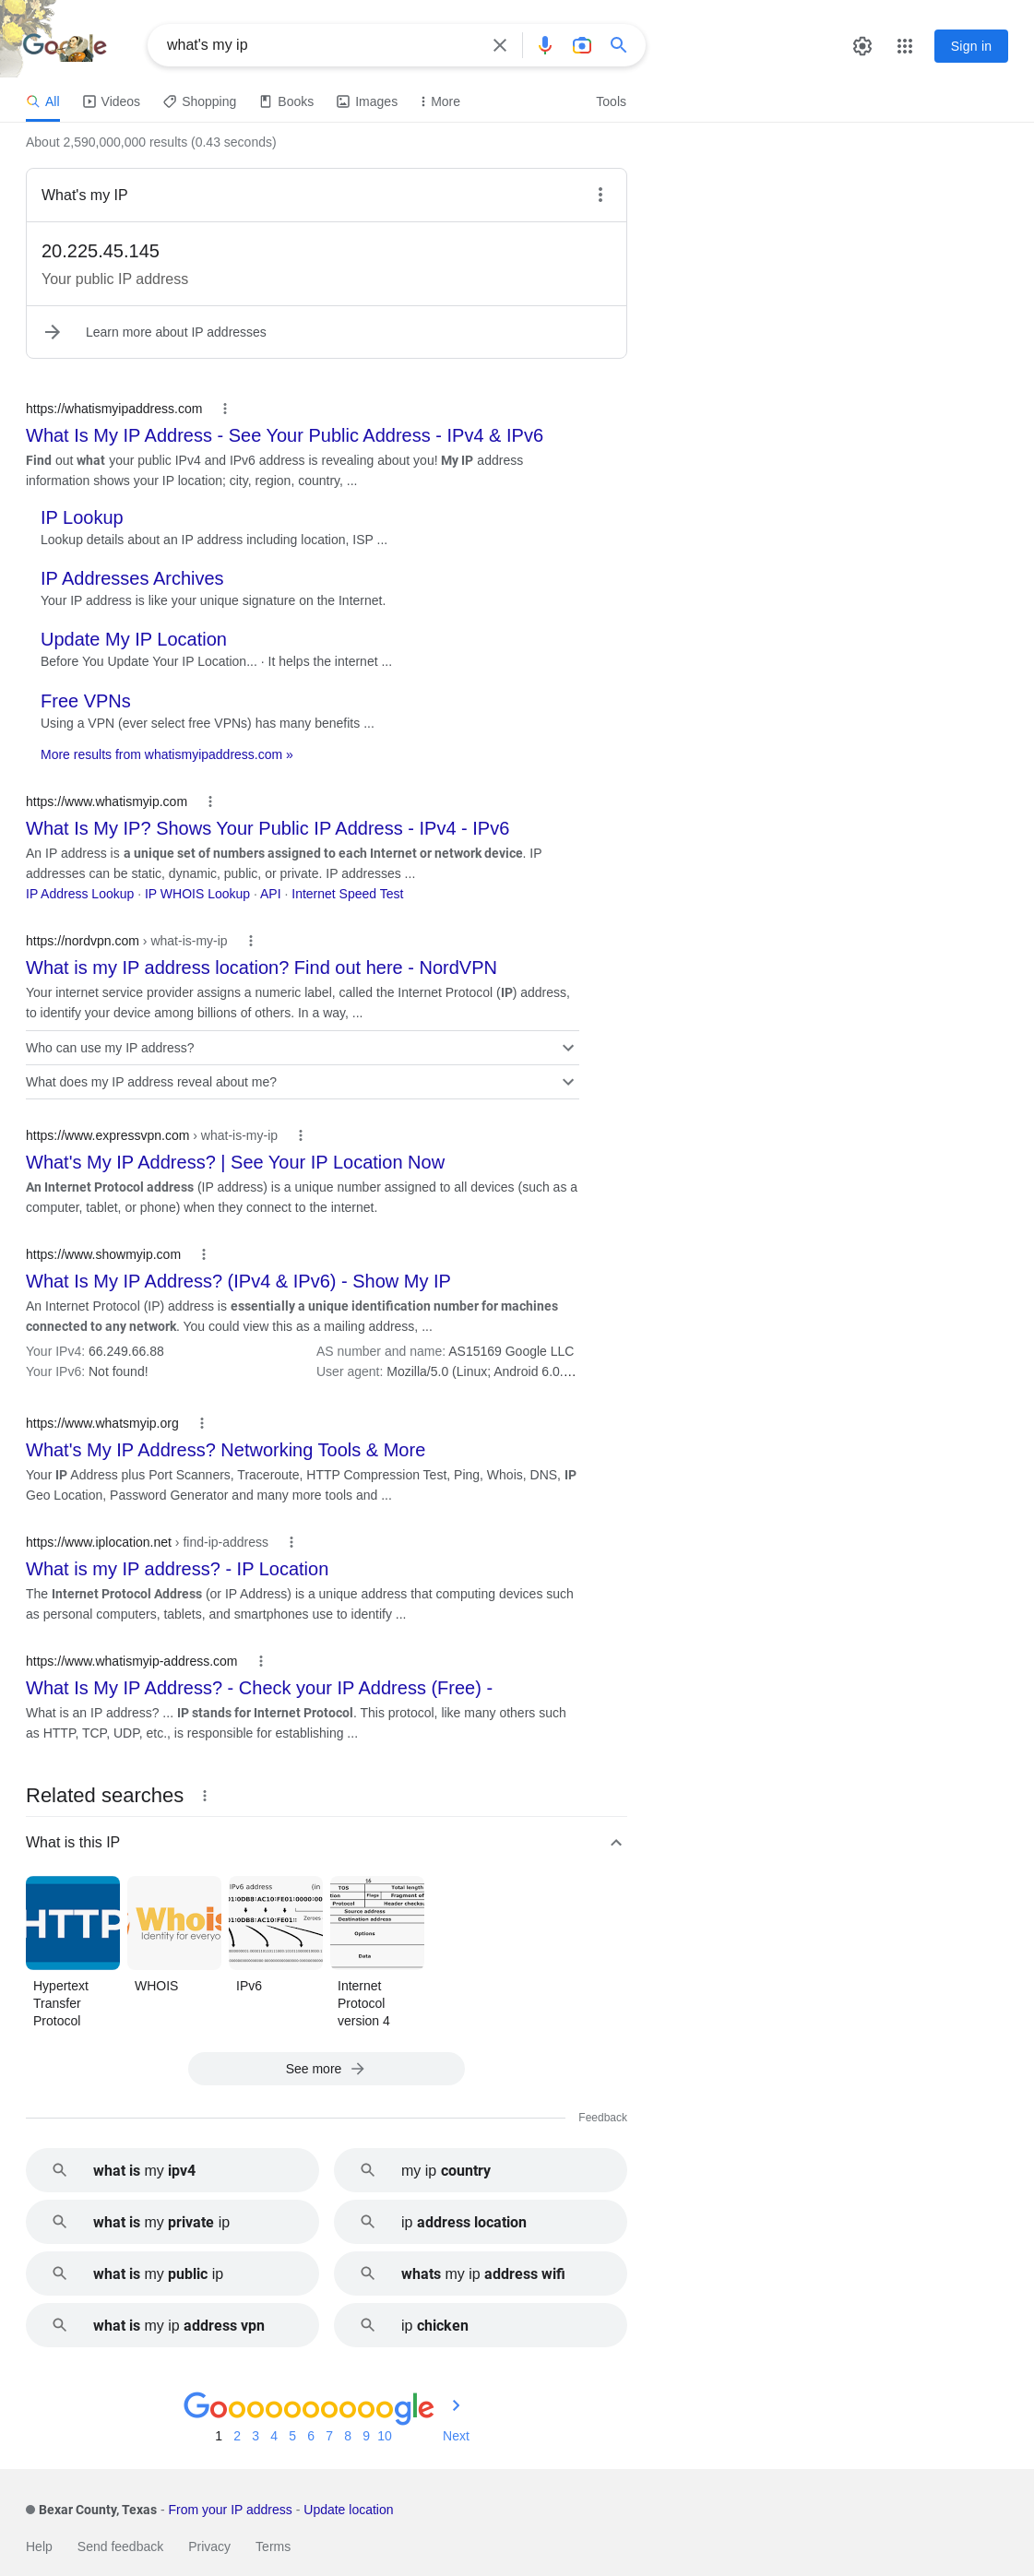 Google
what's my ip
Sign in
All
Videos
Shopping
Books
Images
More
Tools
About 2,590,000,000 results (0.43 seconds)
What's my IP
20.225.45.145
Your public IP address
Learn more about IP addresses
https://whatismyipaddress.com
What Is My IP Address - See Your Public Address - IPv4 & IPv6
Find out what your public IPv4 and IPv6 address is revealing about you! My IP address
information shows your IP location; city, region, country, ...
IP Lookup
Lookup details about an IP address including location, ISP ...
IP Addresses Archives
Your IP address is like your unique signature on the Internet.
Update My IP Location
Before You Update Your IP Location... · It helps the internet ...
Free VPNs
Using a VPN (ever select free VPNs) has many benefits ...
More results from whatismyipaddress.com »
https://www.whatismyip.com
What Is My IP? Shows Your Public IP Address - IPv4 - IPv6
An IP address is a unique set of numbers assigned to each Internet or network device. IP
addresses can be static, dynamic, public, or private. IP addresses ...
IP Address Lookup · IP WHOIS Lookup · API · Internet Speed Test
https://nordvpn.com › what-is-my-ip
What is my IP address location? Find out here - NordVPN
Your internet service provider assigns a numeric label, called the Internet Protocol (IP) address,
to identify your device among billions of others. In a way, ...
Who can use my IP address?
What does my IP address reveal about me?
https://www.expressvpn.com › what-is-my-ip
What's My IP Address? | See Your IP Location Now
An Internet Protocol address (IP address) is a unique number assigned to all devices (such as a
computer, tablet, or phone) when they connect to the internet.
https://www.showmyip.com
What Is My IP Address? (IPv4 & IPv6) - Show My IP
An Internet Protocol (IP) address is essentially a unique identification number for machines
connected to any network. You could view this as a mailing address, ...
Your IPv4: 66.249.66.88
AS number and name: AS15169 Google LLC
Your IPv6: Not found!
User agent: Mozilla/5.0 (Linux; Android 6.0....
https://www.whatsmyip.org
What's My IP Address? Networking Tools & More
Your IP Address plus Port Scanners, Traceroute, HTTP Compression Test, Ping, Whois, DNS, IP
Geo Location, Password Generator and many more tools and ...
https://www.iplocation.net › find-ip-address
What is my IP address? - IP Location
The Internet Protocol Address (or IP Address) is a unique address that computing devices such
as personal computers, tablets, and smartphones use to identify ...
https://www.whatismyip-address.com
What Is My IP Address? - Check your IP Address (Free) -
What is an IP address? ... IP stands for Internet Protocol. This protocol, like many others such
as HTTP, TCP, UDP, etc., is responsible for establishing ...
Related searches
What is this IP
HTTP
Whois
Identity for everyo
IPv6 address (in
Zeroes
16
TOS Total length
Flags Fragment of
Protocol Header checksu
Source address
Destination address
Options
Data
Hypertext
Transfer
Protocol
WHOIS
IPv6
Internet
Protocol
version 4
See more
Feedback
what is my ipv4
my ip country
what is my private ip
ip address location
what is my public ip
whats my ip address wifi
what is my ip address vpn
ip chicken
Goooooooooogle
1 2 3 4 5 6 7 8 9 10 Next
Bexar County, Texas - From your IP address - Update location
Help
Send feedback
Privacy
Terms